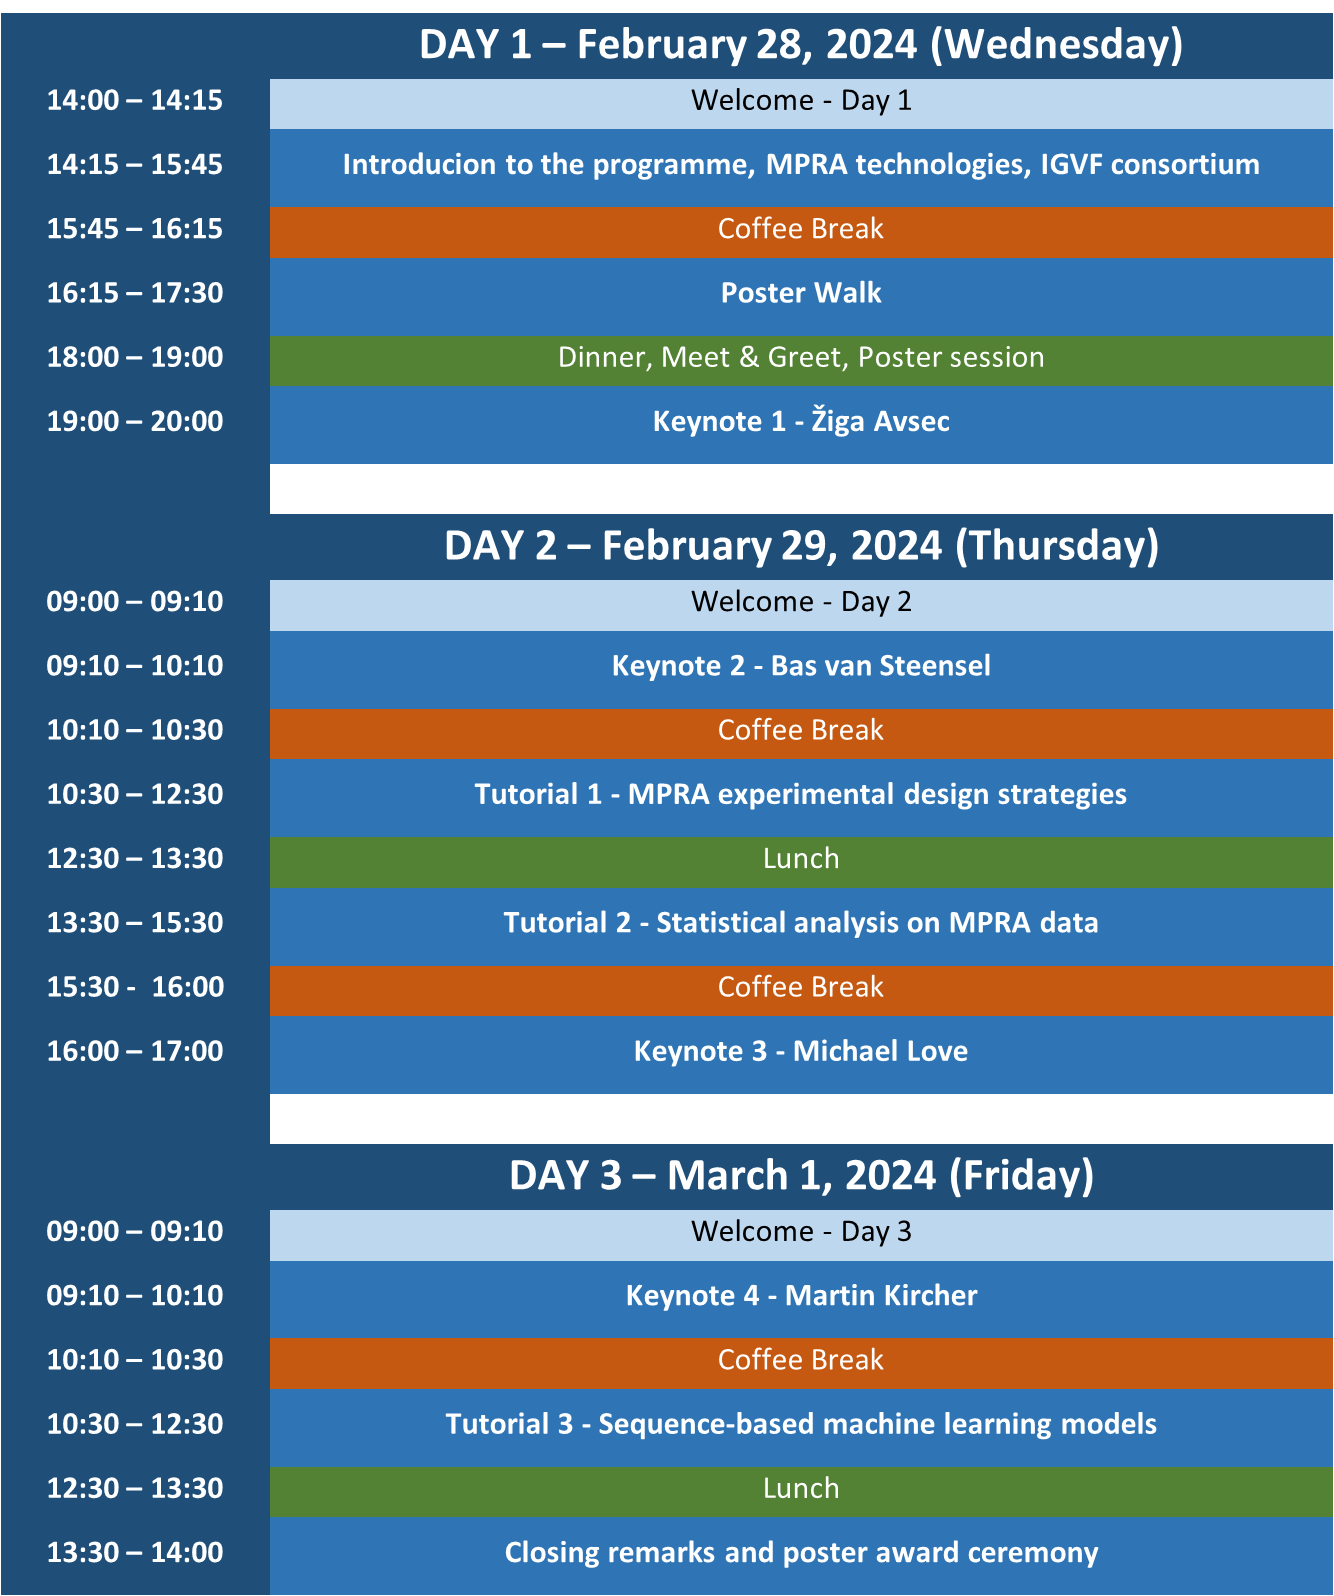 DAY 1 – February 28, 2024 (Wednesday)
14:00 – 14:15 Welcome - Day 1
14:15 – 15:45 Introducion to the programme, MPRA technologies, IGVF consortium
15:45 – 16:15 Coffee Break
16:15 – 17:30 Poster Walk
18:00 – 19:00 Dinner, Meet & Greet, Poster session
19:00 – 20:00 Keynote 1 - Žiga Avsec
DAY 2 – February 29, 2024 (Thursday)
09:00 – 09:10 Welcome - Day 2
09:10 – 10:10 Keynote 2 - Bas van Steensel
10:10 – 10:30 Coffee Break
10:30 – 12:30 Tutorial 1 - MPRA experimental design strategies
12:30 – 13:30 Lunch
13:30 – 15:30 Tutorial 2 - Statistical analysis on MPRA data
15:30 -  16:00 Coffee Break
16:00 – 17:00 Keynote 3 - Michael Love
DAY 3 – March 1, 2024 (Friday)
09:00 – 09:10 Welcome - Day 3
09:10 – 10:10 Keynote 4 - Martin Kircher
10:10 – 10:30 Coffee Break
10:30 – 12:30 Tutorial 3 - Sequence-based machine learning models
12:30 – 13:30 Lunch
13:30 – 14:00 Closing remarks and poster award ceremony